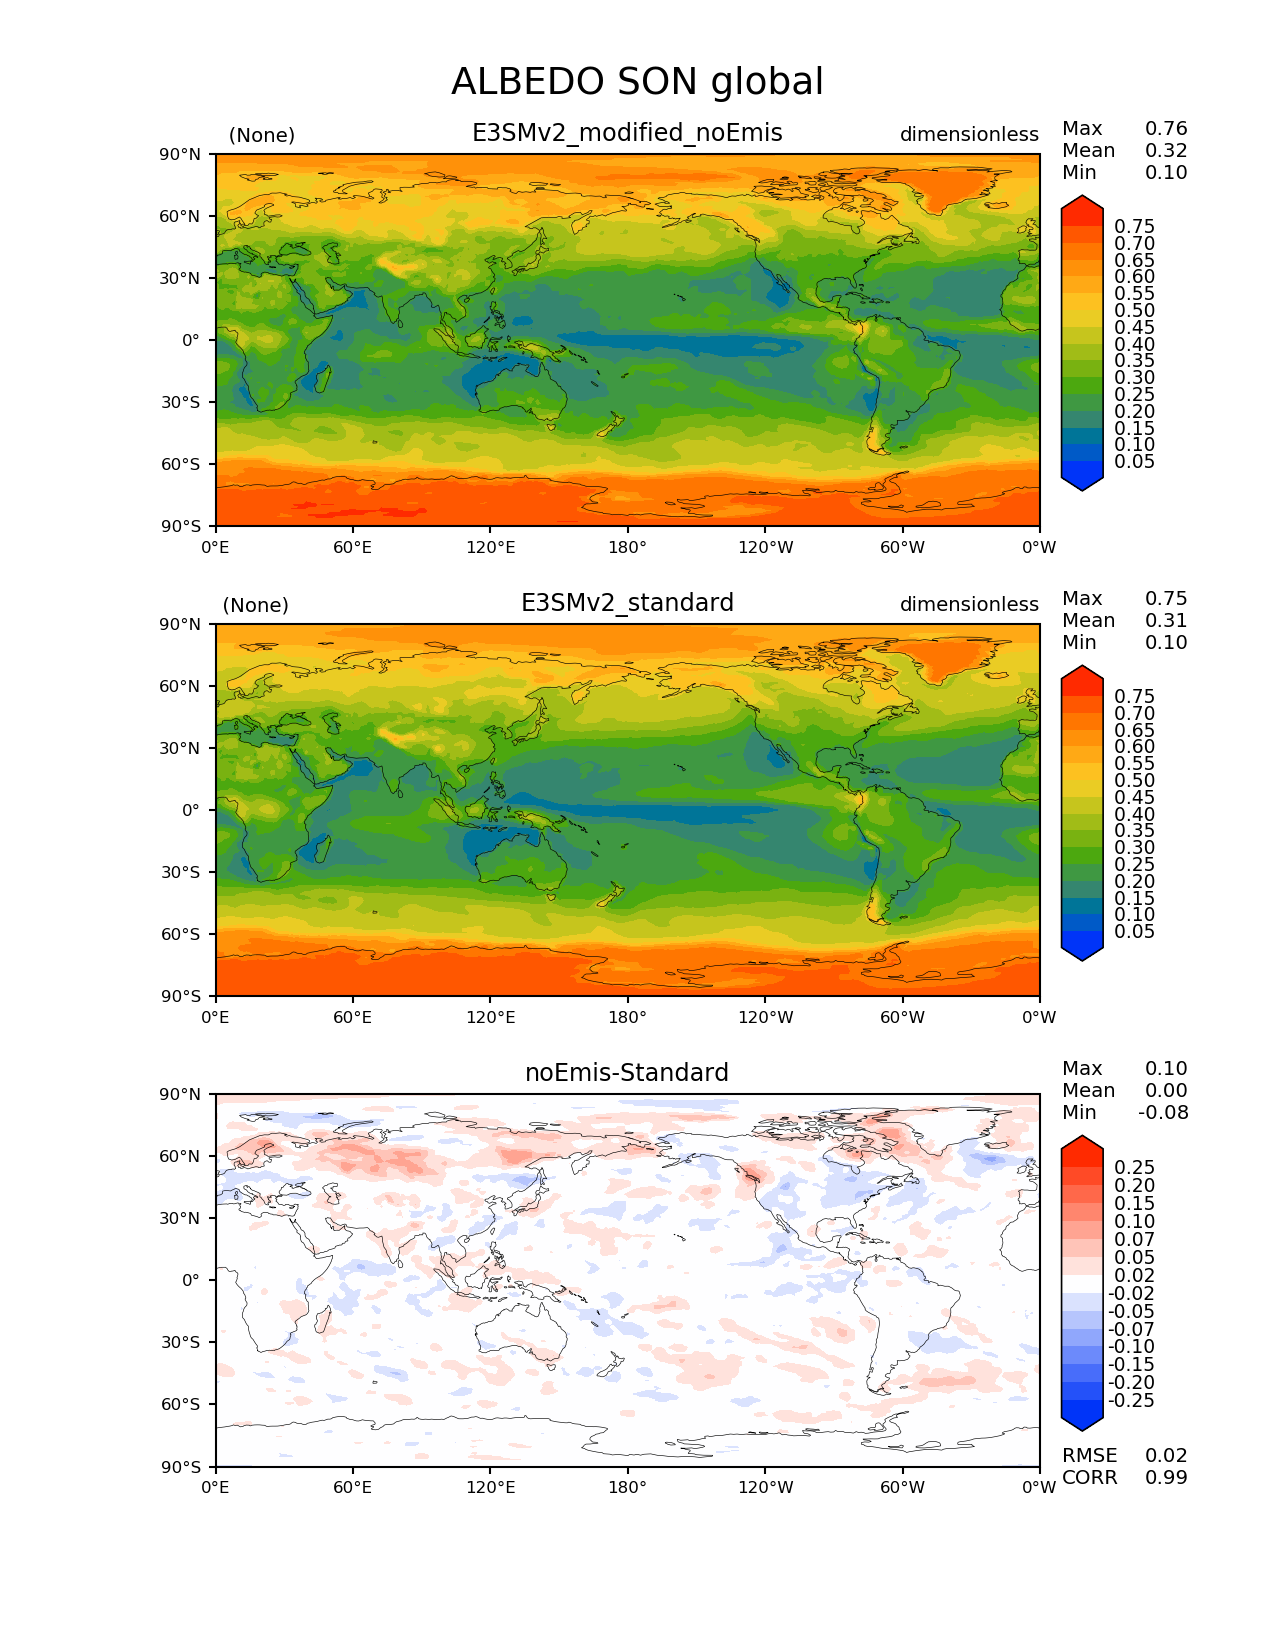 ALBEDO SON global
(None) E3SMv2_modified_noEmis dimensionless
Max 0.76
Mean 0.32
Min 0.10
90°N
60°N
30°N
0°
30°S
60°S
90°S
0°E 60°E 120°E 180° 120°W 60°W 0°W
0.75
0.70
0.65
0.60
0.55
0.50
0.45
0.40
0.35
0.30
0.25
0.20
0.15
0.10
0.05
(None) E3SMv2_standard dimensionless
Max 0.75
Mean 0.31
Min 0.10
90°N
60°N
30°N
0°
30°S
60°S
90°S
0°E 60°E 120°E 180° 120°W 60°W 0°W
0.75
0.70
0.65
0.60
0.55
0.50
0.45
0.40
0.35
0.30
0.25
0.20
0.15
0.10
0.05
noEmis-Standard
Max 0.10
Mean 0.00
Min -0.08
90°N
60°N
30°N
0°
30°S
60°S
90°S
0°E 60°E 120°E 180° 120°W 60°W 0°W
0.25
0.20
0.15
0.10
0.07
0.05
0.02
-0.02
-0.05
-0.07
-0.10
-0.15
-0.20
-0.25
RMSE 0.02
CORR 0.99